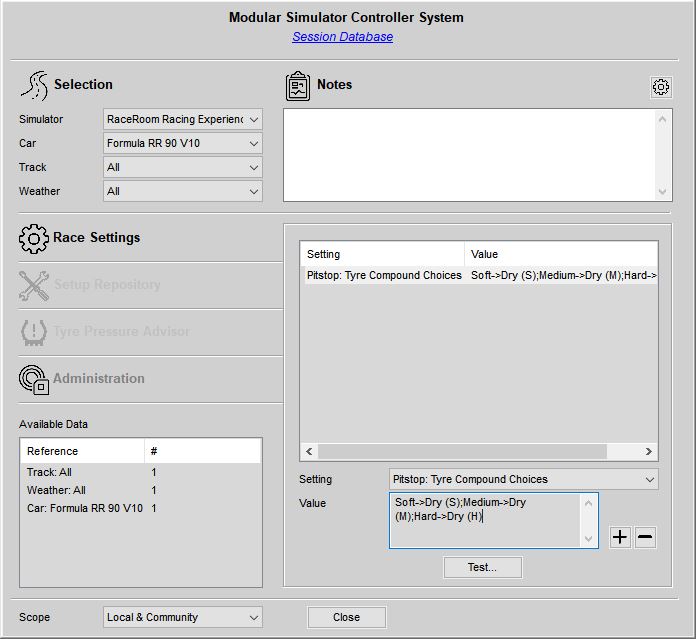 Modular Simulator Controller System
Session Database
Selection
Notes
Simulator RaceRoom Racing Experienc
Car Formula RR 90 V10
Track All
Weather All
Race Settings
Setup Repository
Tyre Pressure Advisor
Administration
Available Data
Reference #
Track: All 1
Weather: All 1
Car: Formula RR 90 V10 1
Setting Value
Pitstop: Tyre Compound Choices Soft->Dry (S);Medium->Dry (M);Hard->
Setting Pitstop: Tyre Compound Choices
Value Soft->Dry (S);Medium->Dry
(M);Hard->Dry (H)
Test...
Scope Local & Community
Close